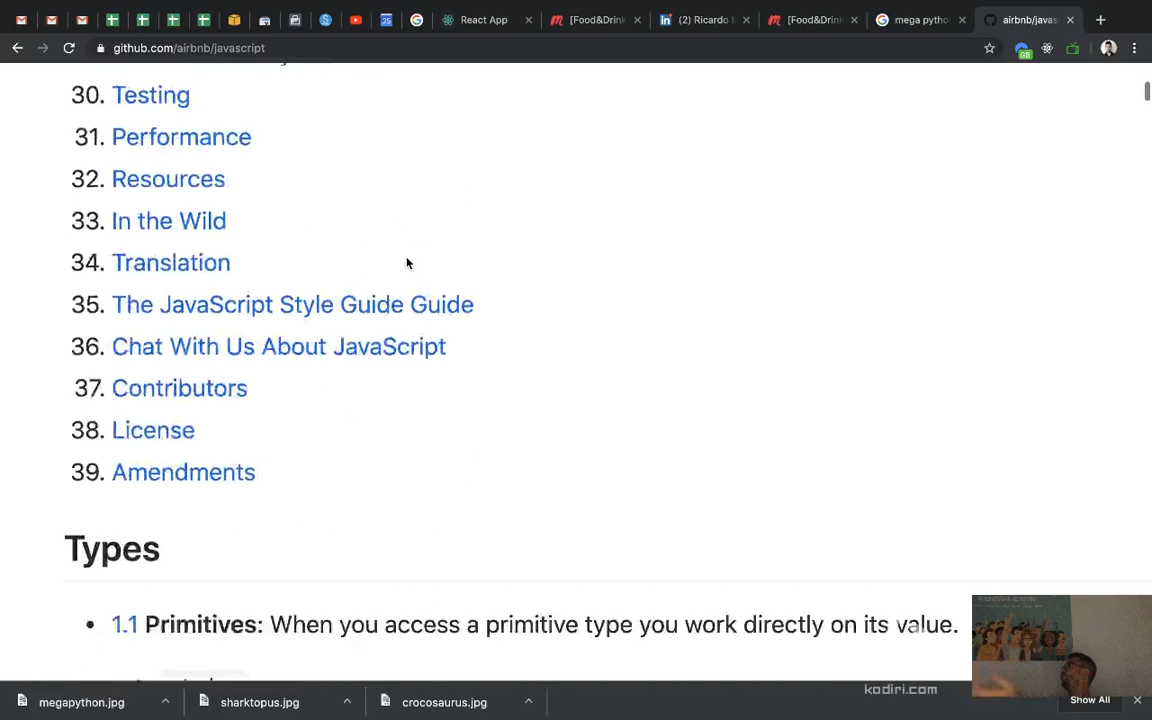 React App
[Food&Drin
(2) Ricardo
[Food&Drin
mega pytho
airbnb/javas
github.com/airbnb/javascript
30. Testing
31. Performance
32. Resources
33. In the Wild
34. Translation
35. The JavaScript Style Guide Guide
36. Chat With Us About JavaScript
37. Contributors
38. License
39. Amendments
Types
1.1 Primitives: When you access a primitive type you work directly on its value.
kodiri.com
megapython.jpg
sharktopus.jpg
crocosaurus.jpg
Show All